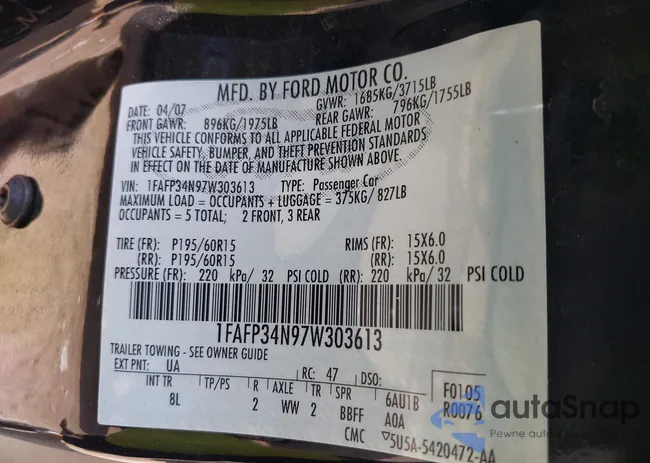 MFD. BY FORD MOTOR CO.
DATE: 04/07 GVWR: 1685KG/3715LB
FRONT GAWR: 896KG/1975LB REAR GAWR: 796KG/1755LB
THIS VEHICLE CONFORMS TO ALL APPLICABLE FEDERAL MOTOR
VEHICLE SAFETY, BUMPER, AND THEFT PREVENTION STANDARDS
IN EFFECT ON THE DATE OF MANUFACTURE SHOWN ABOVE.
VIN: 1FAFP34N97W303613 TYPE: Passenger Car
MAXIMUM LOAD = OCCUPANTS + LUGGAGE = 375KG/ 827LB
OCCUPANTS = 5 TOTAL; 2 FRONT, 3 REAR
TIRE (FR): P195/60R15 RIMS (FR): 15X6.0
(RR): P195/60R15 (RR): 15X6.0
PRESSURE (FR): 220 kPa/ 32 PSI COLD (RR): 220 kPa/ 32 PSI COLD
1FAFP34N97W303613
TRAILER TOWING - SEE OWNER GUIDE
EXT PNT: UA RC: 47 DSO: F0105
INT TR TP/PS R AXLE TR SPR 6AU1B R0076
8L 2 WW 2 BBFF AOA
CMC ▽5U5A-5420472-AA
autoSnap
Pewne auto